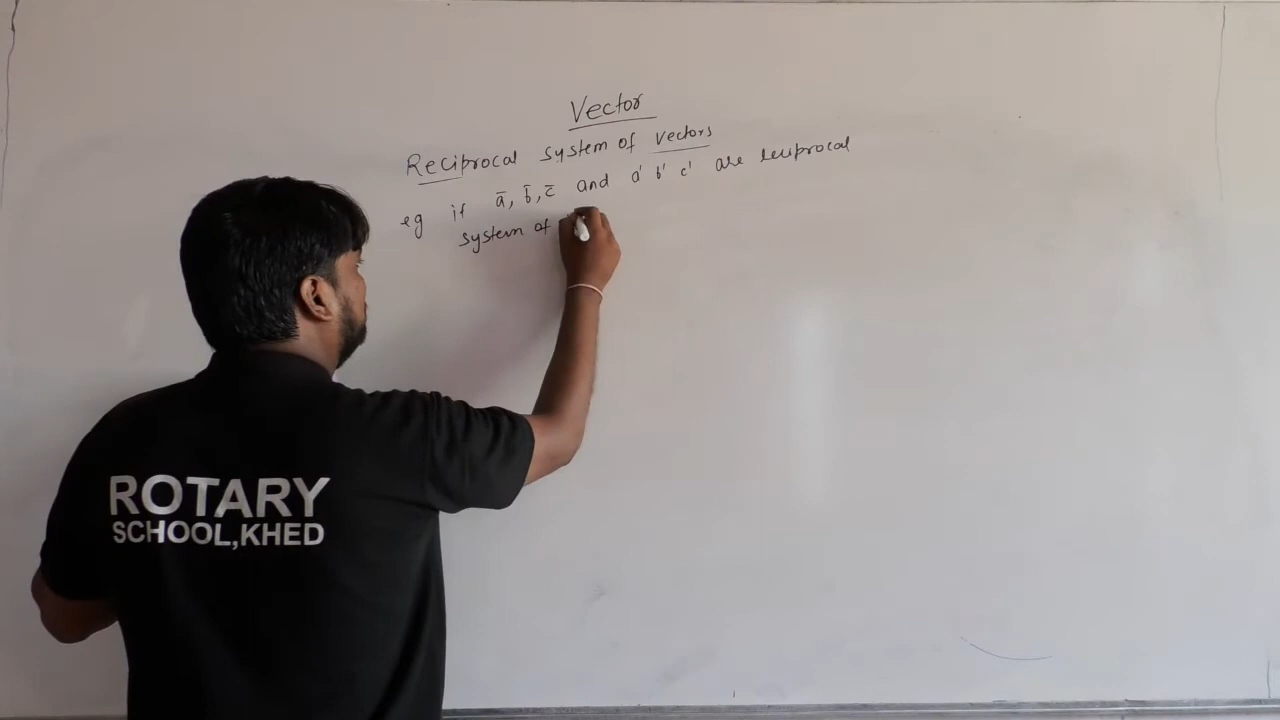 Vector
Reciprocal system of vectors
eg if a̅, b̅, c̅ and a' b' c' are reciprocal
system of
ROTARY
SCHOOL,KHED